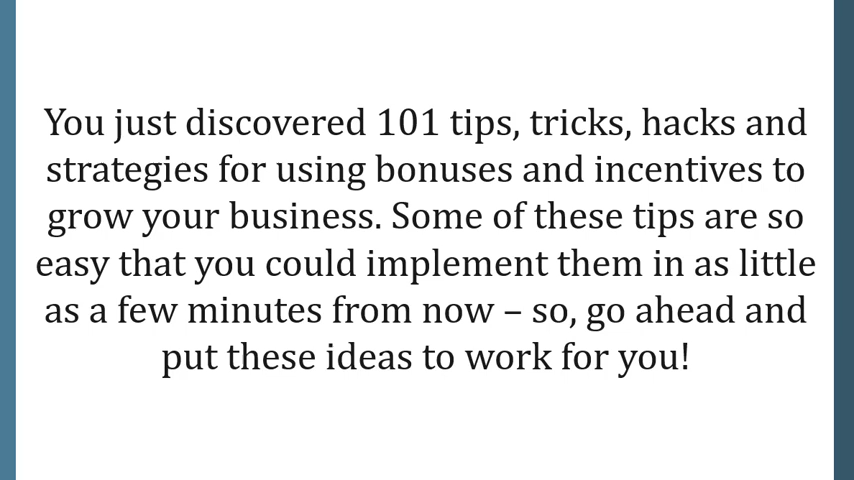 You just discovered 101 tips, tricks, hacks and
strategies for using bonuses and incentives to
grow your business. Some of these tips are so
easy that you could implement them in as little
as a few minutes from now – so, go ahead and
put these ideas to work for you!